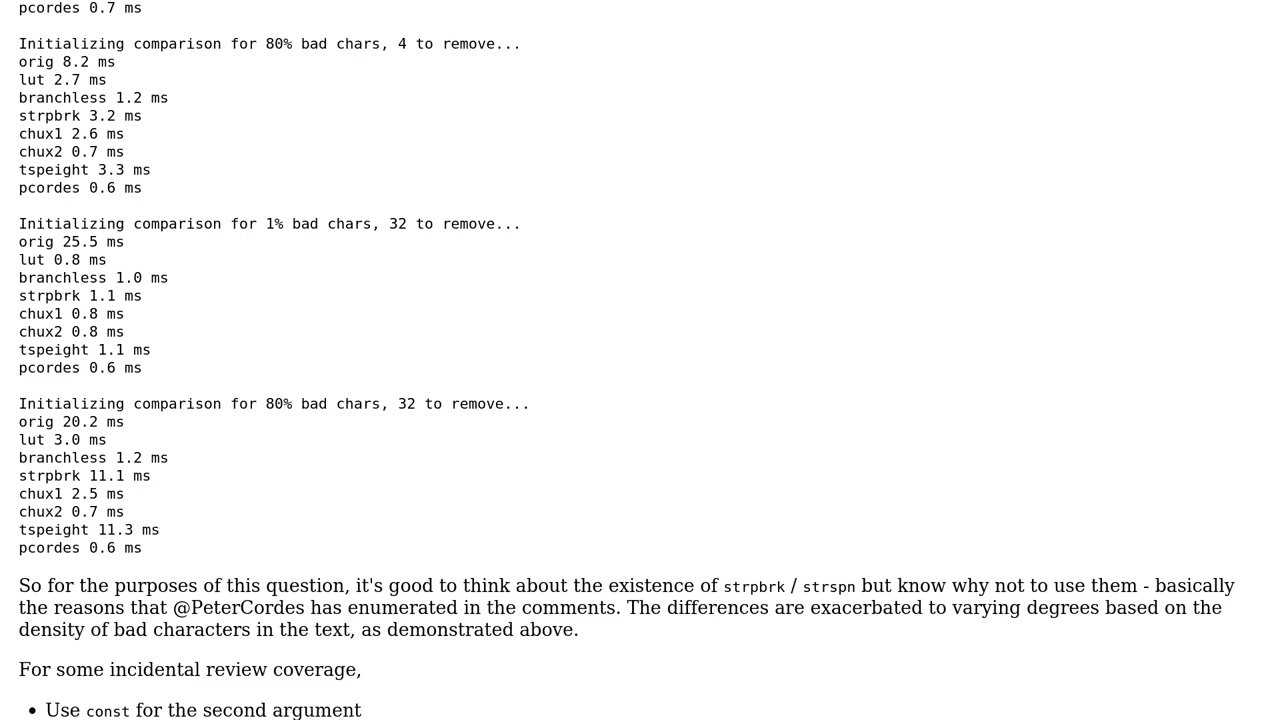 pcordes 0.7 ms
Initializing comparison for 80% bad chars, 4 to remove...
orig 8.2 ms
lut 2.7 ms
branchless 1.2 ms
strpbrk 3.2 ms
chux1 2.6 ms
chux2 0.7 ms
tspeight 3.3 ms
pcordes 0.6 ms
Initializing comparison for 1% bad chars, 32 to remove...
orig 25.5 ms
lut 0.8 ms
branchless 1.0 ms
strpbrk 1.1 ms
chux1 0.8 ms
chux2 0.8 ms
tspeight 1.1 ms
pcordes 0.6 ms
Initializing comparison for 80% bad chars, 32 to remove...
orig 20.2 ms
lut 3.0 ms
branchless 1.2 ms
strpbrk 11.1 ms
chux1 2.5 ms
chux2 0.7 ms
tspeight 11.3 ms
pcordes 0.6 ms
So for the purposes of this question, it's good to think about the existence of strpbrk / strspn but know why not to use them - basically
the reasons that @PeterCordes has enumerated in the comments. The differences are exacerbated to varying degrees based on the
density of bad characters in the text, as demonstrated above.
For some incidental review coverage,
• Use const for the second argument